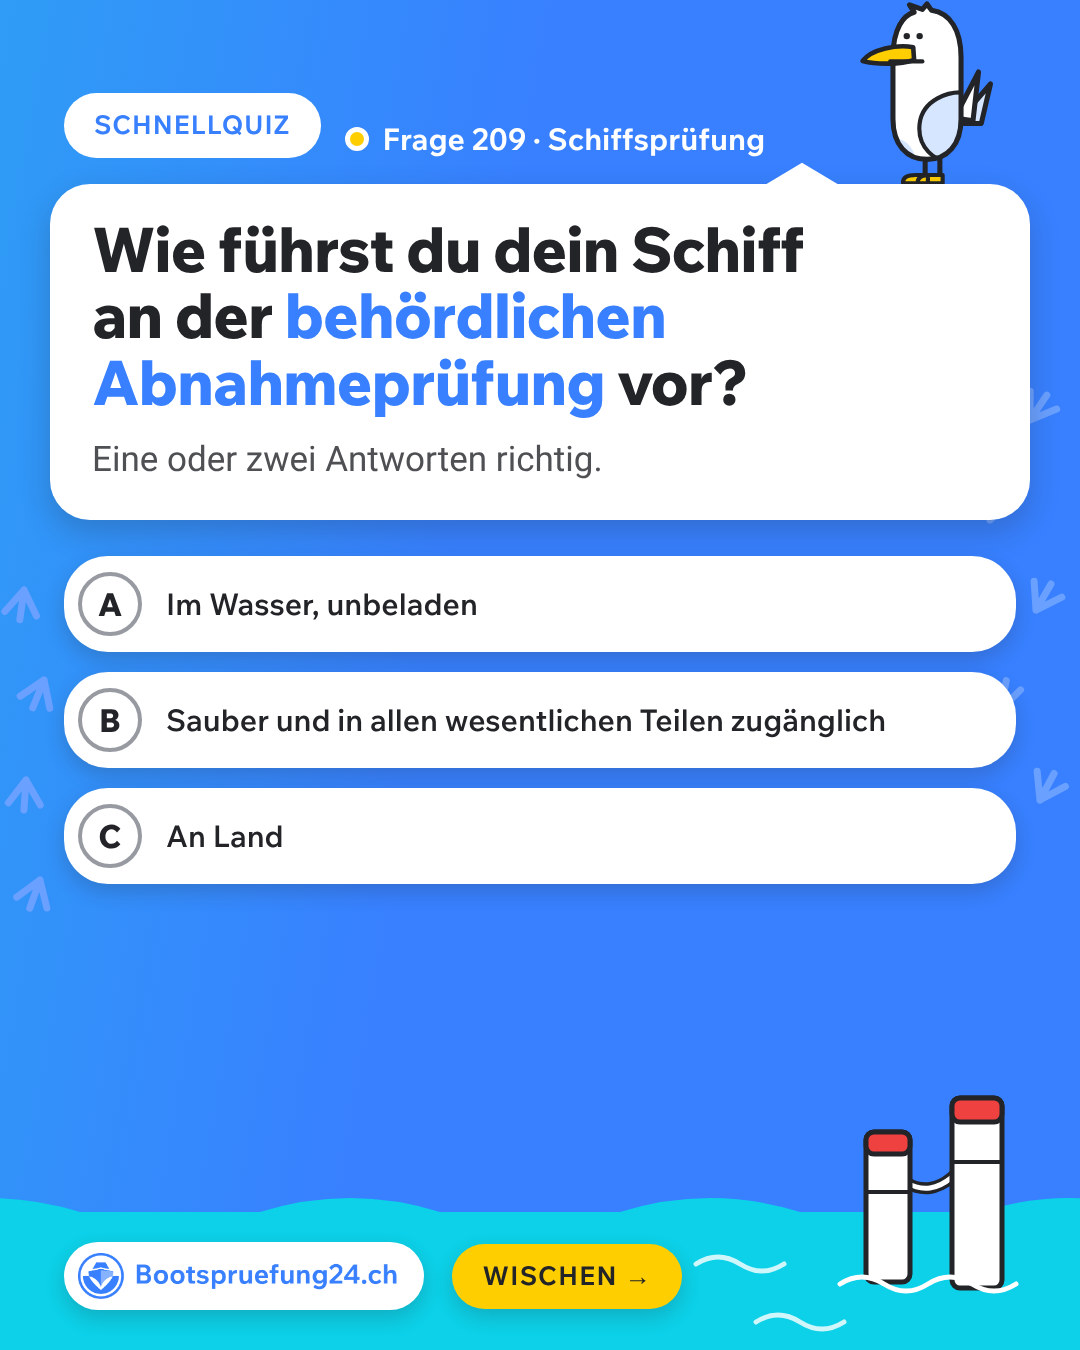 SCHNELLQUIZ
Frage 209 · Schiffsprüfung
Wie führst du dein Schiff
an der behördlichen
Abnahmeprüfung vor?
Eine oder zwei Antworten richtig.
A Im Wasser, unbeladen
B Sauber und in allen wesentlichen Teilen zugänglich
C An Land
Bootspruefung24.ch
WISCHEN →